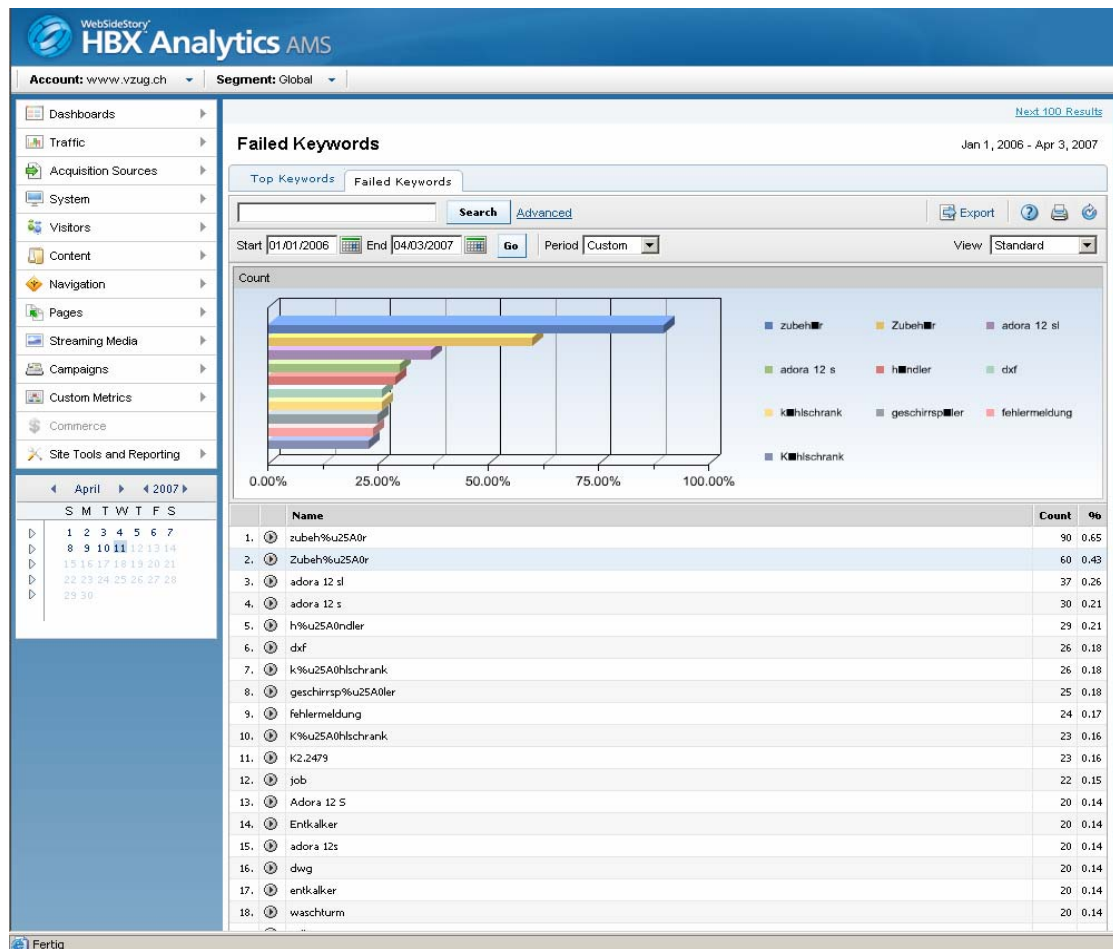 WebSideStory
HBX Analytics AMS
Account: www.vzug.ch Segment: Global
Dashboards
Traffic
Acquisition Sources
System
Visitors
Content
Navigation
Pages
Streaming Media
Campaigns
Custom Metrics
Commerce
Site Tools and Reporting
April 2007
S M T W T F S
1 2 3 4 5 6 7
8 9 10 11 12 13 14
15 16 17 18 19 20 21
22 23 24 25 26 27 28
29 30
Next 100 Results
Failed Keywords Jan 1, 2006 - Apr 3, 2007
Top Keywords Failed Keywords
Search Advanced Export
Start 01/01/2006 End 04/03/2007 Go Period Custom View Standard
Count
zubeh■r Zubeh■r adora 12 sl
adora 12 s h■ndler dxf
k■hlschrank geschirrsp■ler fehlermeldung
K■hlschrank
0.00% 25.00% 50.00% 75.00% 100.00%
Name Count %
1. zubeh%u25A0r 90 0.65
2. Zubeh%u25A0r 60 0.43
3. adora 12 sl 37 0.26
4. adora 12 s 30 0.21
5. h%u25A0ndler 29 0.21
6. dxf 26 0.18
7. k%u25A0hlschrank 26 0.18
8. geschirrsp%u25A0ler 25 0.18
9. fehlermeldung 24 0.17
10. K%u25A0hlschrank 23 0.16
11. K2.2479 23 0.16
12. job 22 0.15
13. Adora 12 S 20 0.14
14. Entkalker 20 0.14
15. adora 12s 20 0.14
16. dwg 20 0.14
17. entkalker 20 0.14
18. waschturm 20 0.14
Fertig